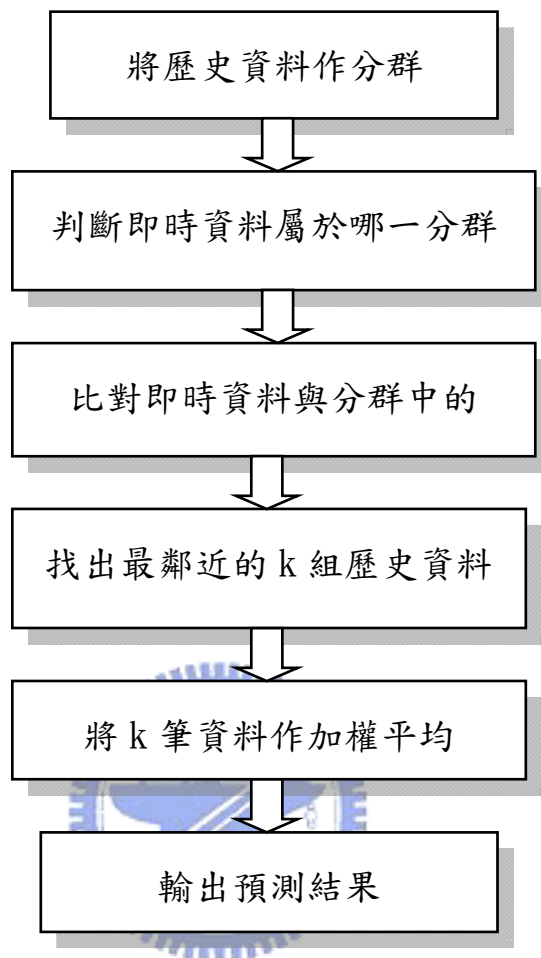 將歷史資料作分群
判斷即時資料屬於哪一分群
比對即時資料與分群中的
找出最鄰近的 k 組歷史資料
將 k 筆資料作加權平均
輸出預測結果